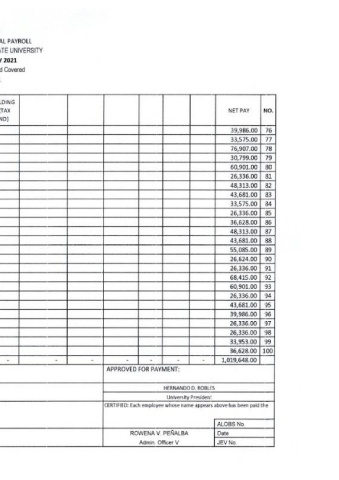 AL PAYROLL
ATE UNIVERSITY
Y 2021
d Covered
LDING
TAX
ND)
NET PAY NO.
39,986.00 76
33,575.00 77
76,907.00 78
30,799.00 79
60,901.00 80
26,336.00 81
48,313.00 82
43,681.00 83
33,575.00 84
26,336.00 85
36,628.00 86
48,313.00 87
43,681.00 88
55,085.00 89
26,624.00 90
26,336.00 91
68,415.00 92
60,901.00 93
26,336.00 94
43,681.00 95
39,986.00 96
26,336.00 97
26,336.00 98
33,953.00 99
36,628.00 100
- - - - - - - 1,019,648.00
APPROVED FOR PAYMENT:
HERNANDO D. ROBLES
University President
CERTIFIED: Each employee whose name appears above has been paid the
ALOBS No
ROWENA V. PEÑALBA Date
Admin. Officer V JEV No